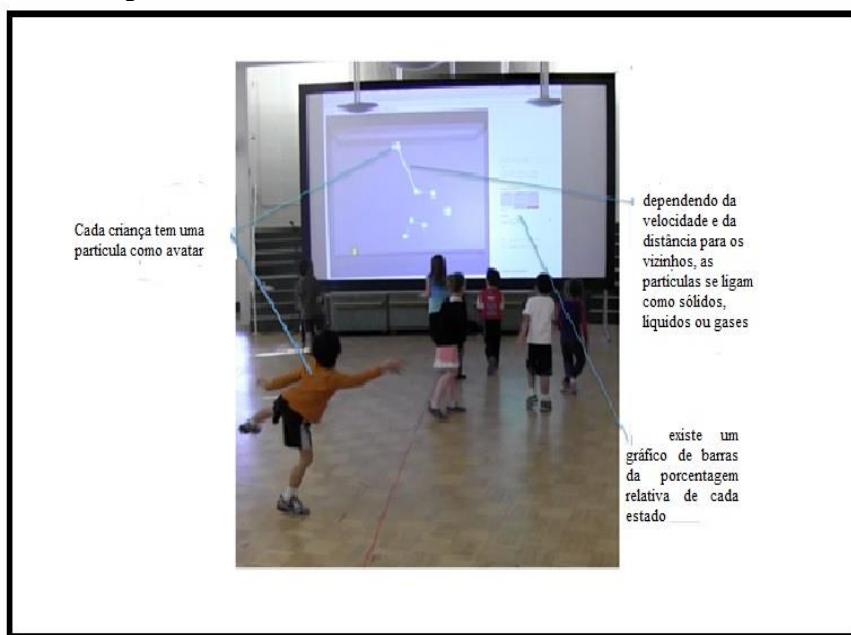 Cada criança tem uma
partícula como avatar
dependendo da
velocidade e da
distância para os
vizinhos, as
partículas se ligam
como sólidos,
líquidos ou gases
existe um
gráfico de barras
da porcentagem
relativa de cada
estado